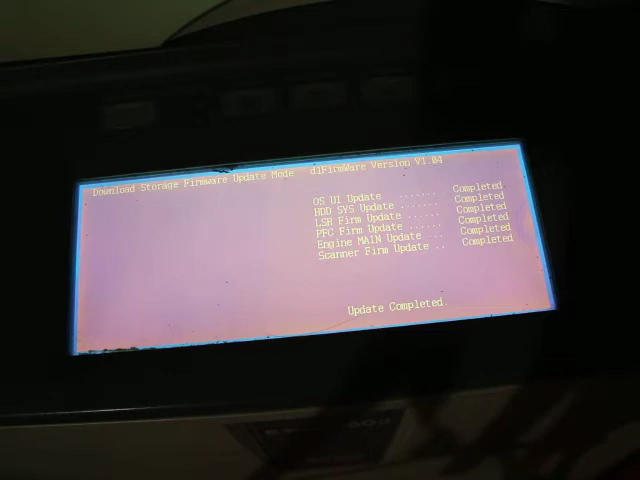 Download Storage Firmware Update Mode dlFirmWare Version V1.04
OS UI Update ....... Completed
HDD SYS Update ....... Completed
LSR Firm Update ...... Completed
PFC Firm Update ...... Completed
Engine MAIN Update ... Completed
Scanner Firm Update .. Completed
Update Completed.